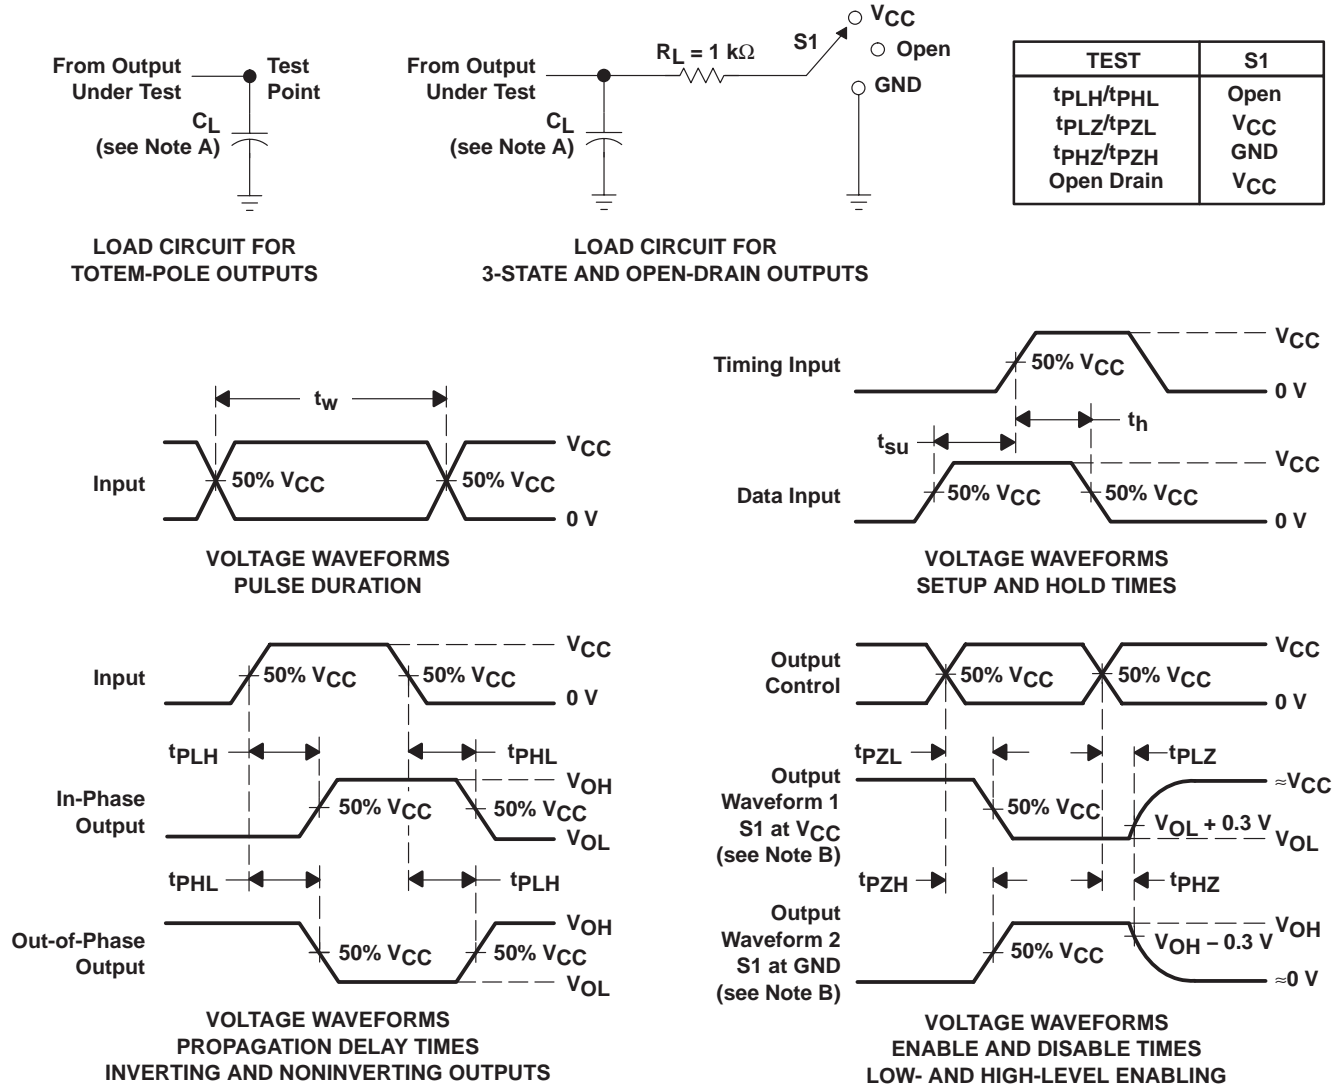 From Output
Under Test
Test
Point
CL
(see Note A)
LOAD CIRCUIT FOR
TOTEM-POLE OUTPUTS
From Output
Under Test
CL
(see Note A)
RL = 1 kΩ
S1
VCC
Open
GND
LOAD CIRCUIT FOR
3-STATE AND OPEN-DRAIN OUTPUTS
TEST S1
tPLH/tPHL Open
tPLZ/tPZL VCC
tPHZ/tPZH GND
Open Drain VCC
tw
Input
50% VCC
50% VCC
VCC
0 V
VOLTAGE WAVEFORMS
PULSE DURATION
Timing Input
50% VCC
VCC
0 V
th
tsu
Data Input
50% VCC
50% VCC
VCC
0 V
VOLTAGE WAVEFORMS
SETUP AND HOLD TIMES
Input
50% VCC
50% VCC
VCC
0 V
tPLH
tPHL
In-Phase
Output
50% VCC
50% VCC
VOH
VOL
tPHL
tPLH
Out-of-Phase
Output
50% VCC
50% VCC
VOH
VOL
VOLTAGE WAVEFORMS
PROPAGATION DELAY TIMES
INVERTING AND NONINVERTING OUTPUTS
Output
Control
50% VCC
50% VCC
VCC
0 V
tPZL
tPLZ
Output
Waveform 1
S1 at VCC
(see Note B)
50% VCC
VOL + 0.3 V
≈VCC
VOL
tPZH
tPHZ
Output
Waveform 2
S1 at GND
(see Note B)
50% VCC
VOH − 0.3 V
VOH
≈0 V
VOLTAGE WAVEFORMS
ENABLE AND DISABLE TIMES
LOW- AND HIGH-LEVEL ENABLING